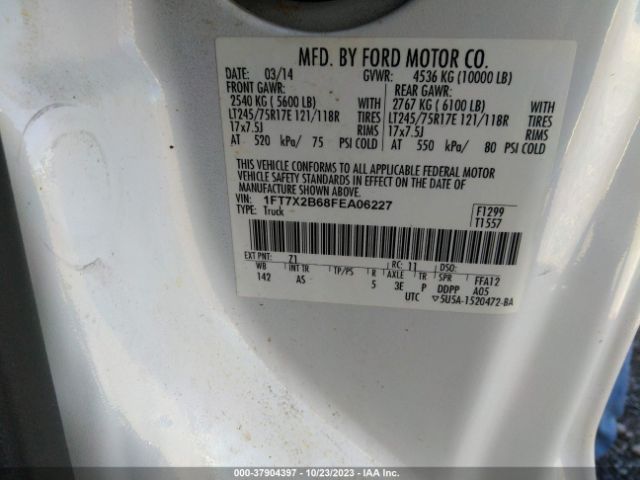 MFD. BY FORD MOTOR CO.
DATE: 03/14 GVWR: 4536 KG (10000 LB)
FRONT GAWR: REAR GAWR:
2540 KG ( 5600 LB) WITH 2767 KG ( 6100 LB) WITH
LT245/75R17E 121/118R TIRES LT245/75R17E 121/118R TIRES
17x7.5J RIMS 17x7.5J RIMS
AT 520 kPa/ 75 PSI COLD AT 550 kPa/ 80 PSI COLD
THIS VEHICLE CONFORMS TO ALL APPLICABLE FEDERAL MOTOR
VEHICLE SAFETY STANDARDS IN EFFECT ON THE DATE OF
MANUFACTURE SHOWN ABOVE.
VIN: 1FT7X2B68FEA06227 F1299
TYPE: Truck T1557
EXT PNT: Z1 RC: 11 DSO:
WB INT TR TP/PS R AXLE TR SPR FFA12
142 AS 5 3E P DDPP A05
UTC ▽5U5A-1520472-BA
000-37904397 - 10/23/2023 - IAA Inc.